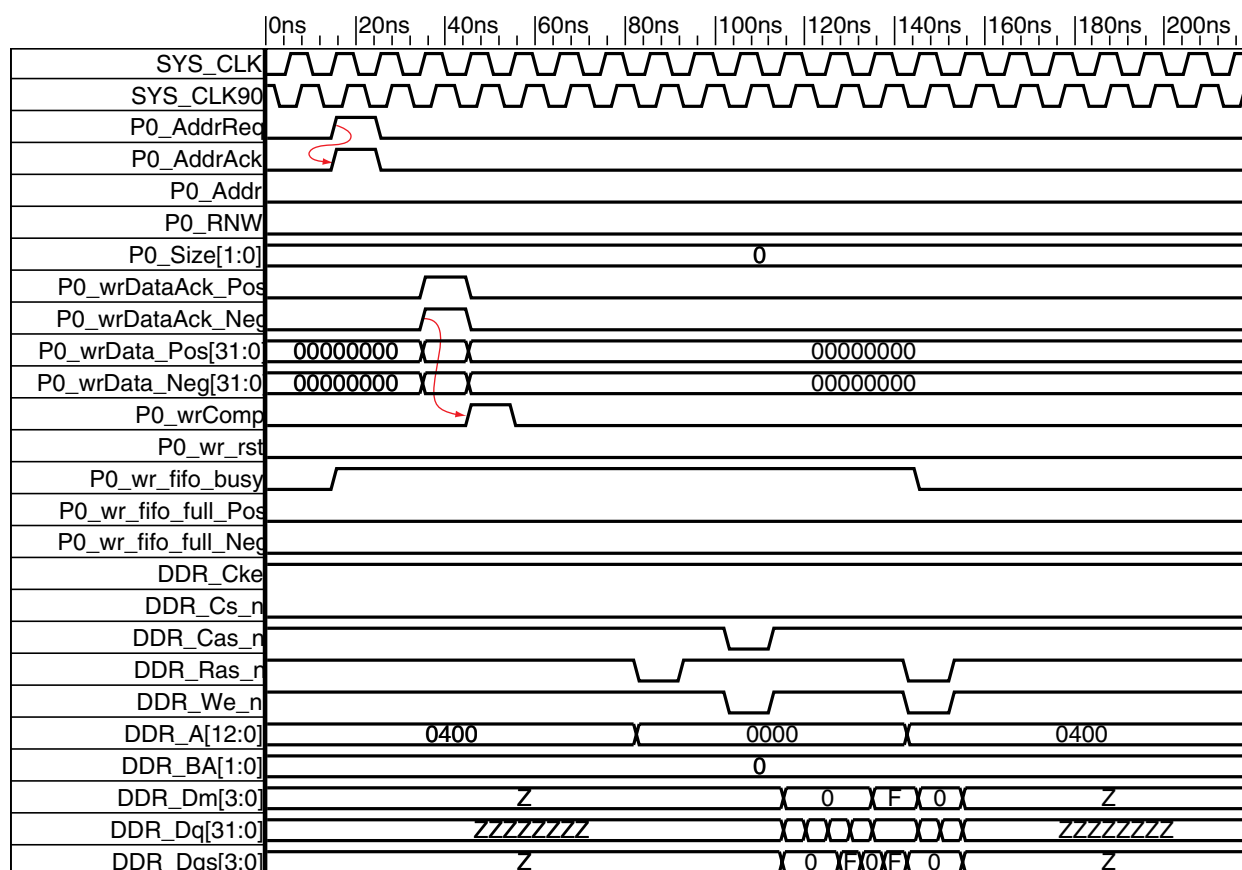 0ns |20ns |40ns |60ns |80ns |100ns |120ns |140ns |160ns |180ns |200ns
SYS_CLK
SYS_CLK90
P0_AddrReq
P0_AddrAck
P0_Addr
P0_RNW
P0_Size[1:0] 0
P0_wrDataAck_Pos
P0_wrDataAck_Neg
P0_wrData_Pos[31:0 00000000 00000000
P0_wrData_Neg[31:0 00000000 00000000
P0_wrComp
P0_wr_rst
P0_wr_fifo_busy
P0_wr_fifo_full_Pos
P0_wr_fifo_full_Neg
DDR_Cke
DDR_Cs_n
DDR_Cas_n
DDR_Ras_n
DDR_We_n
DDR_A[12:0] 0400 0000 0400
DDR_BA[1:0] 0
DDR_Dm[3:0] Z 0 F 0 Z
DDR_Dq[31:0] ZZZZZZZZ ZZZZZZZZ
DDR_Dqs[3:0] Z 0 F 0 F 0 Z